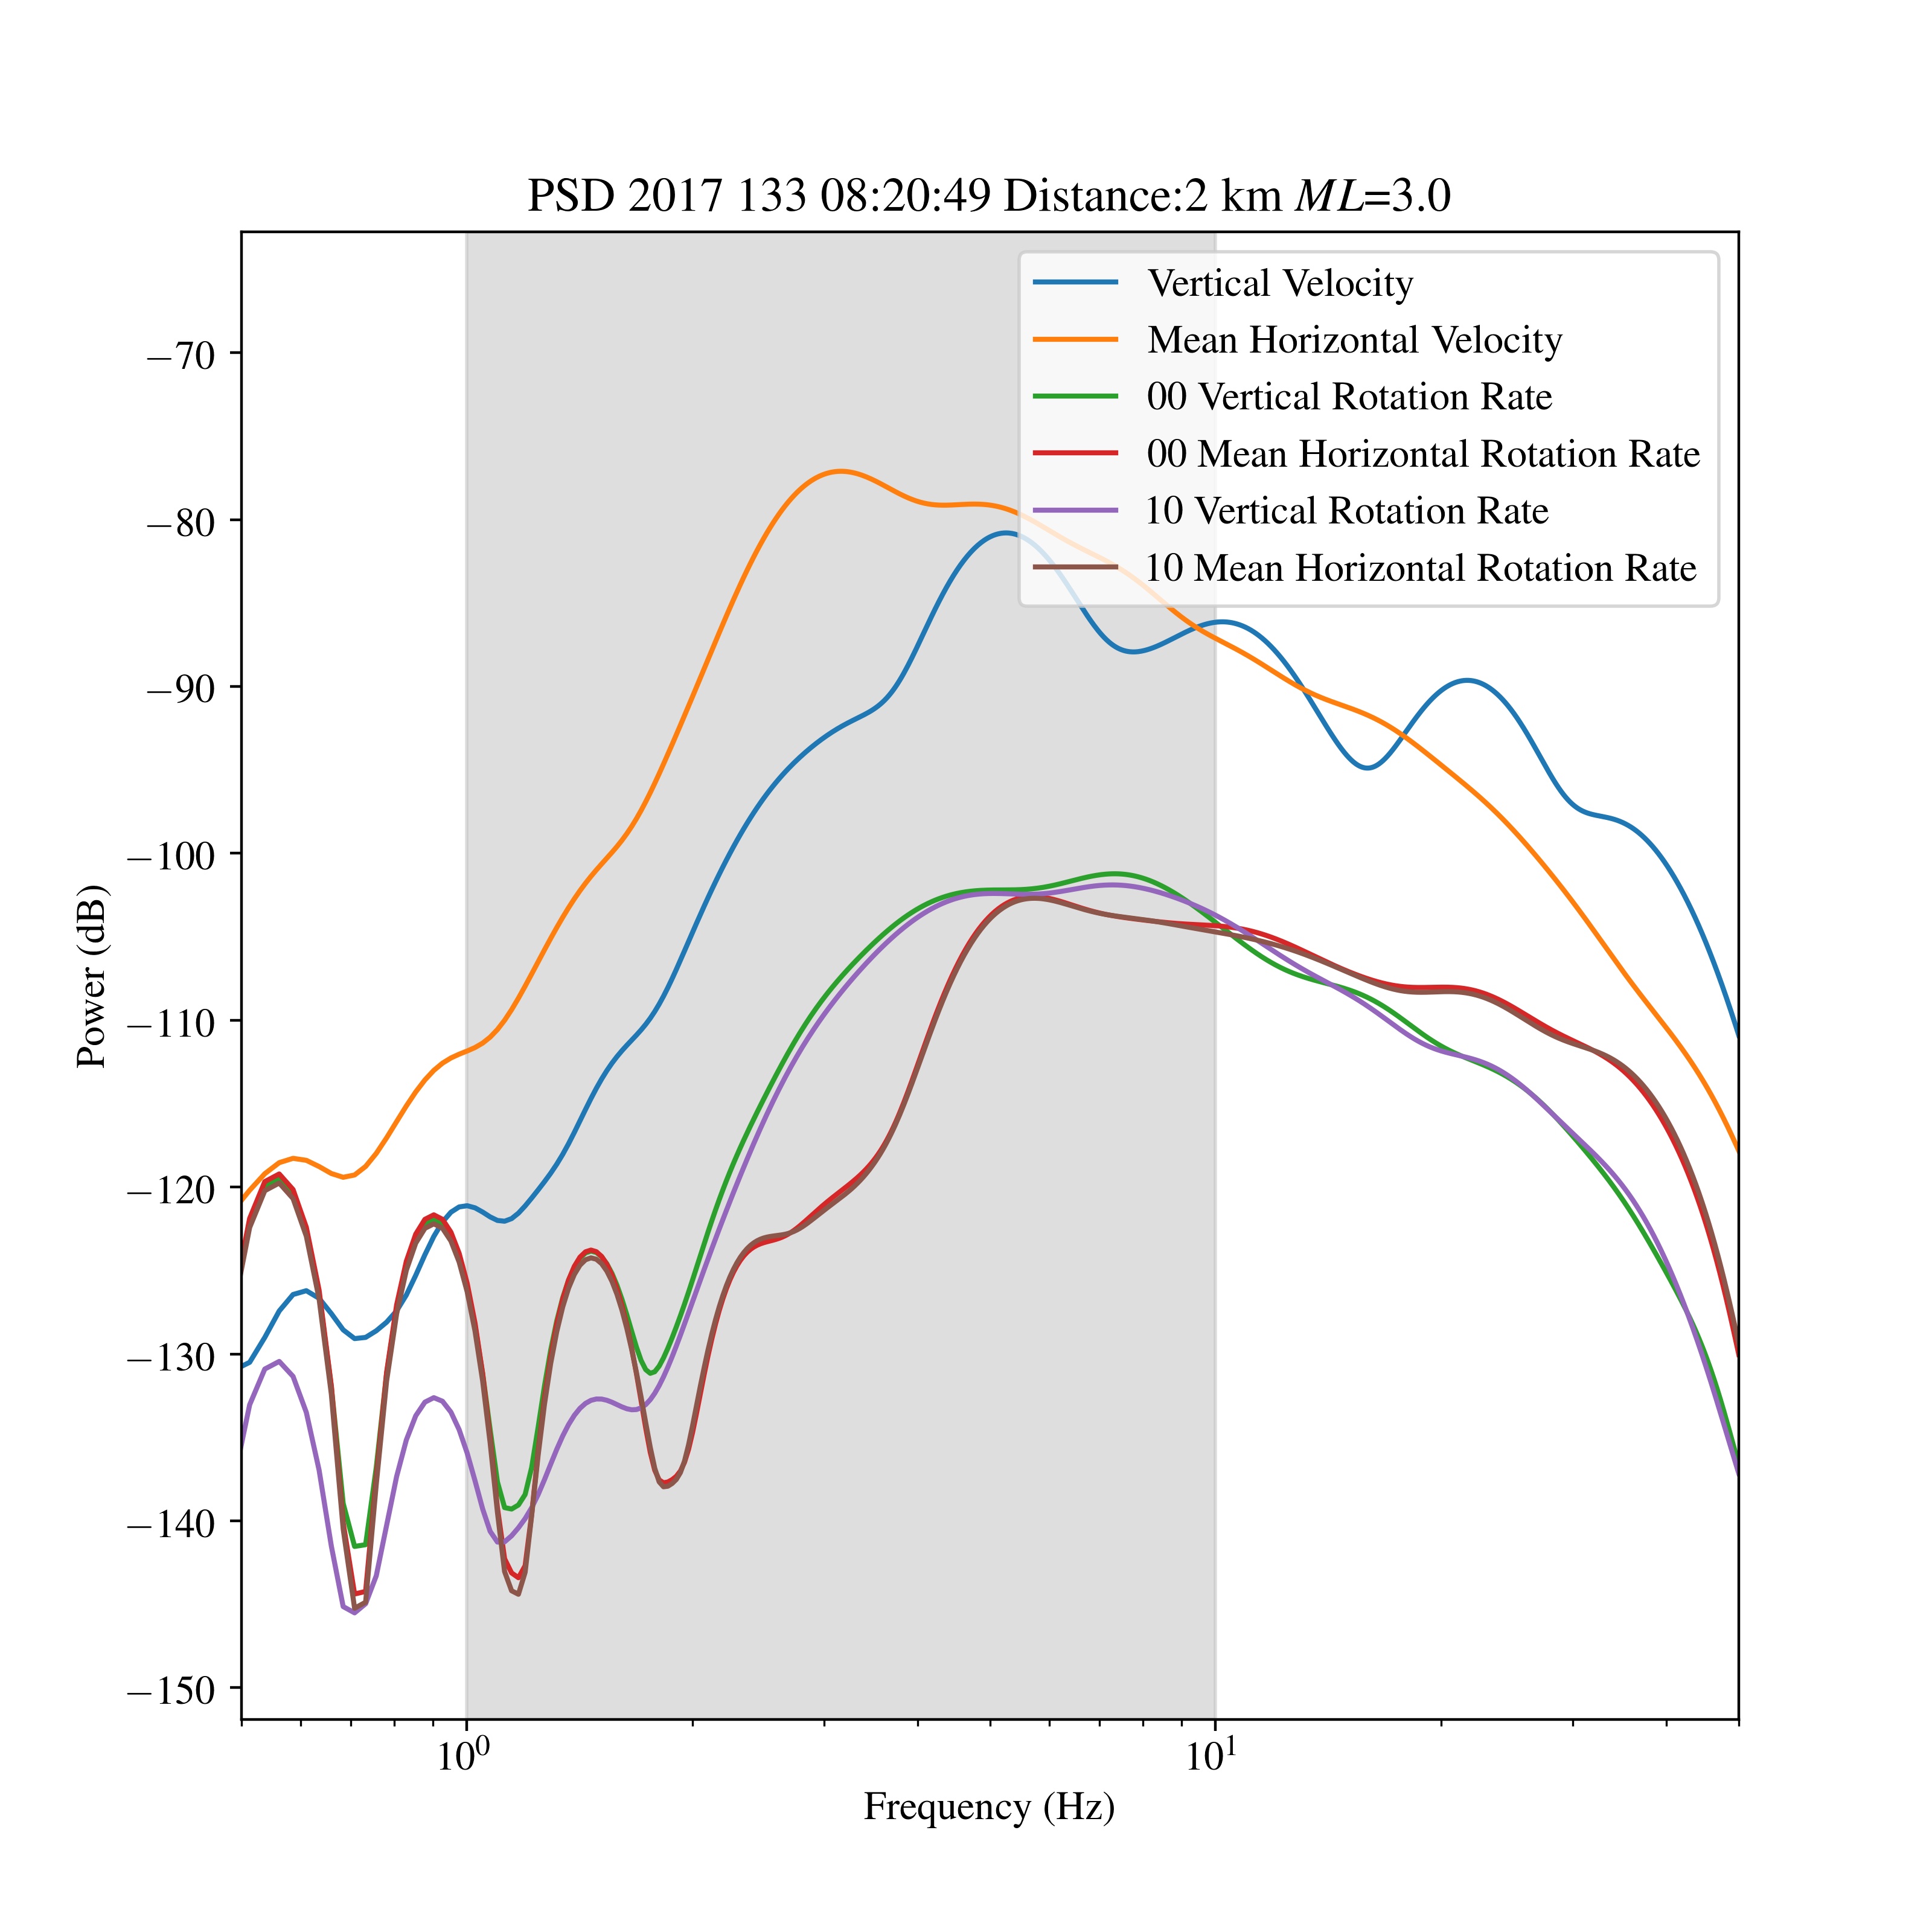 PSD 2017 133 08:20:49 Distance:2 km ML=3.0
Vertical Velocity
Mean Horizontal Velocity
00 Vertical Rotation Rate
00 Mean Horizontal Rotation Rate
10 Vertical Rotation Rate
10 Mean Horizontal Rotation Rate
Power (dB)
−70
−80
−90
−100
−110
−120
−130
−140
−150
10⁰ 10¹
Frequency (Hz)